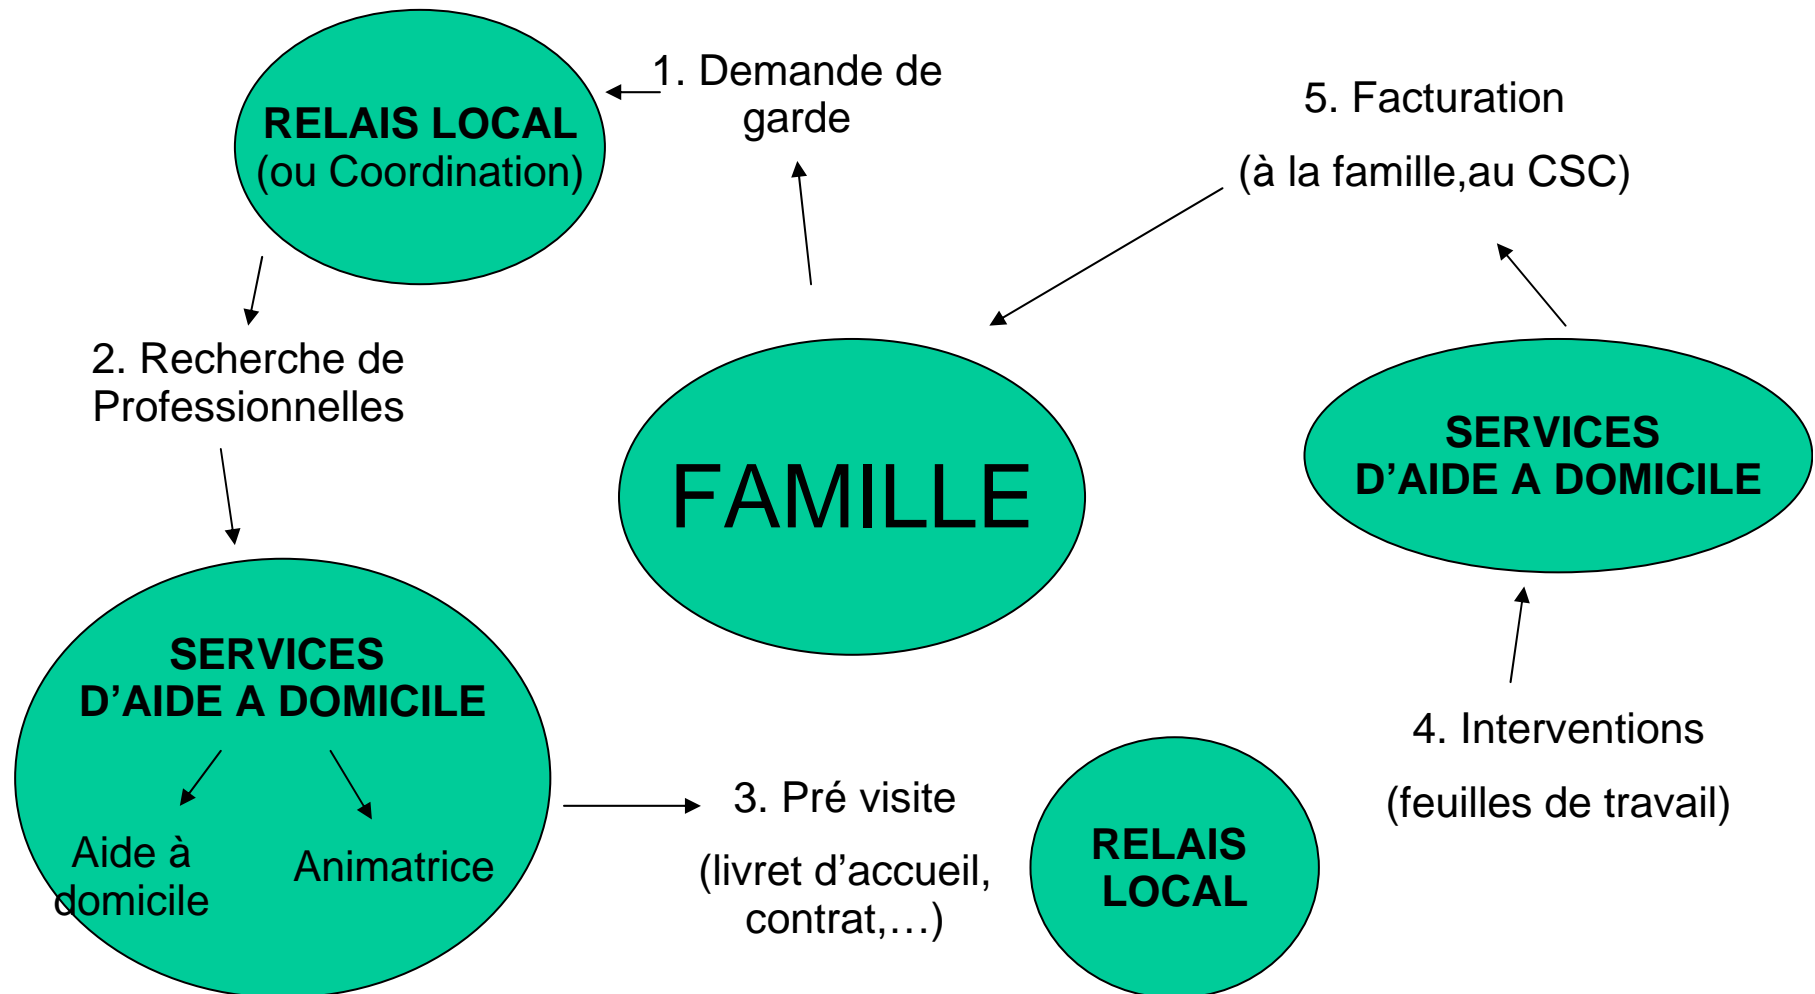 RELAIS LOCAL
(ou Coordination)
1. Demande de
garde
5. Facturation
(à la famille,au CSC)
2. Recherche de
Professionnelles
FAMILLE
SERVICES
D’AIDE A DOMICILE
SERVICES
D’AIDE A DOMICILE
Aide à
domicile
Animatrice
3. Pré visite
(livret d’accueil,
contrat,…)
RELAIS
LOCAL
4. Interventions
(feuilles de travail)